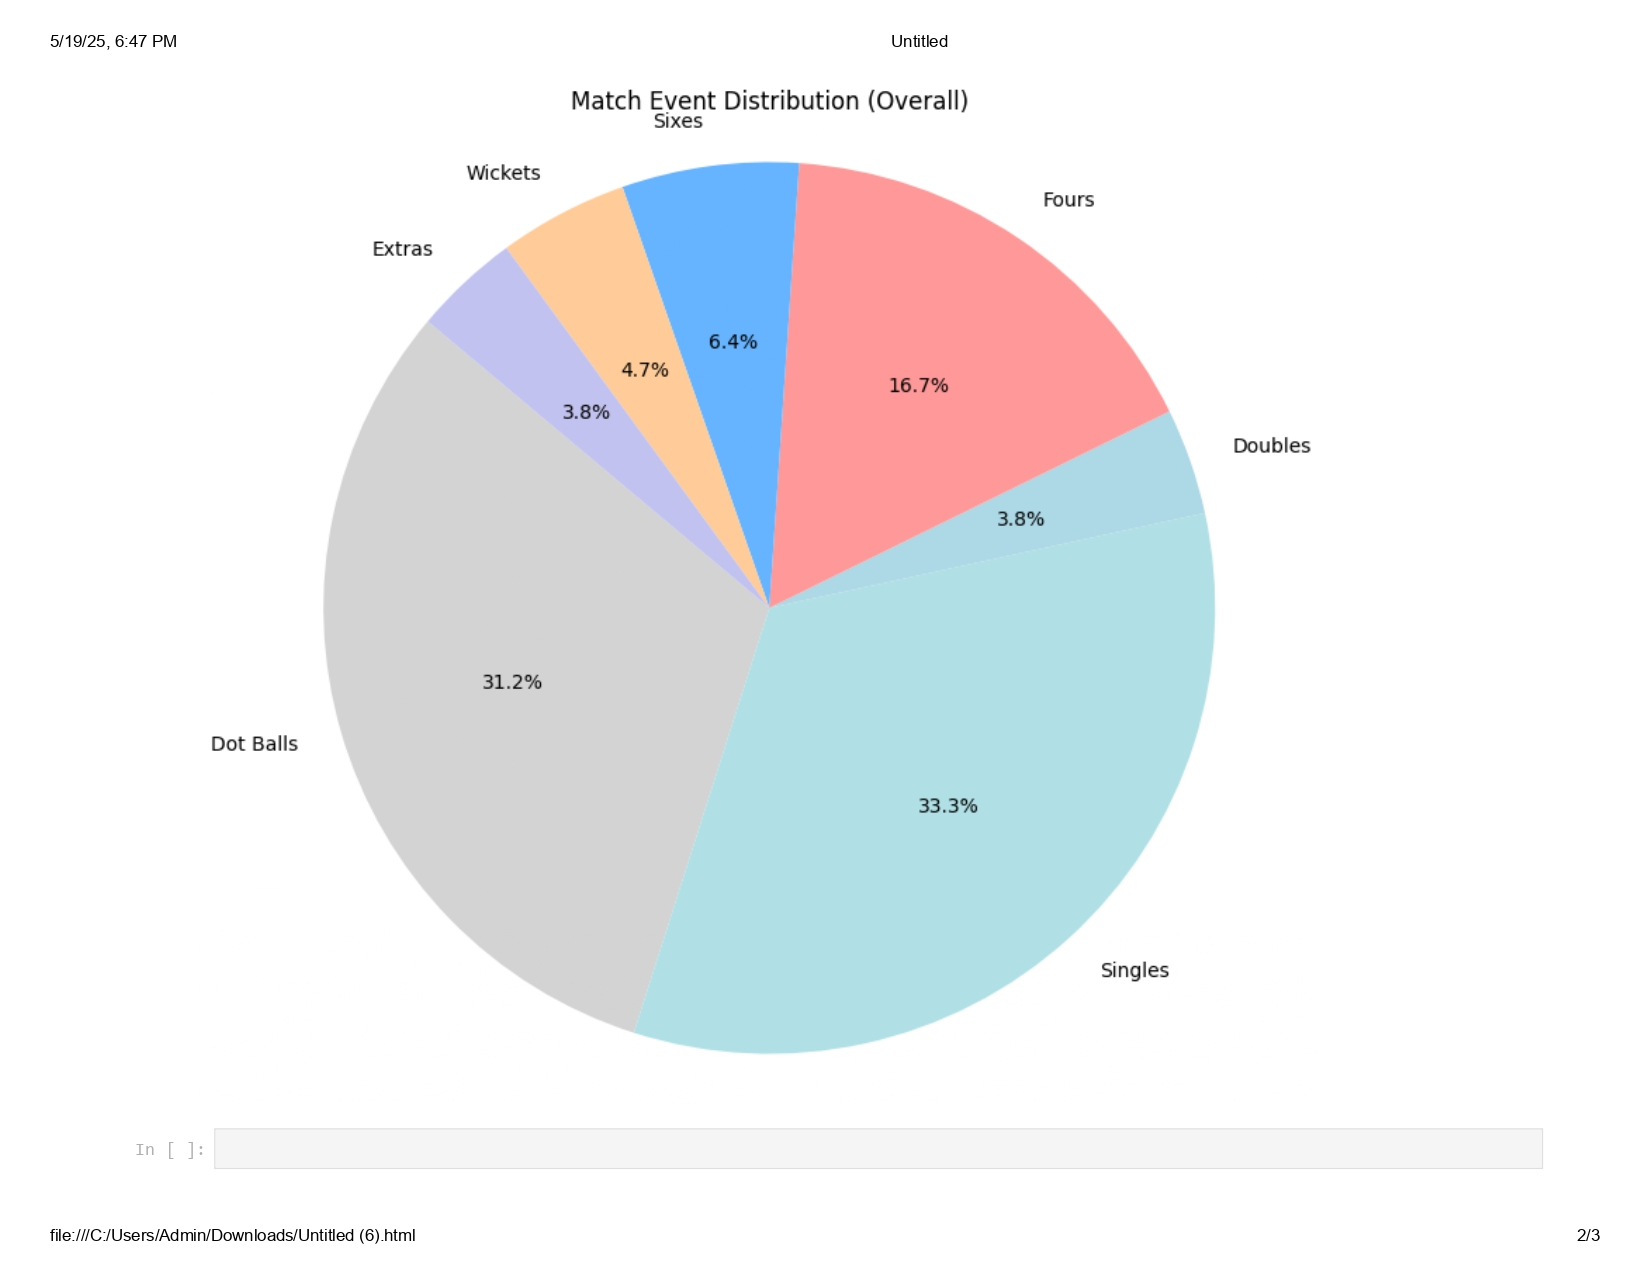 5/19/25, 6:47 PM
Untitled
Match Event Distribution (Overall)
Sixes
Wickets
Fours
Extras
6.4%
4.7%
16.7%
3.8%
Doubles
3.8%
31.2%
Dot Balls
33.3%
Singles
In [ ]:
file:///C:/Users/Admin/Downloads/Untitled (6).html
2/3